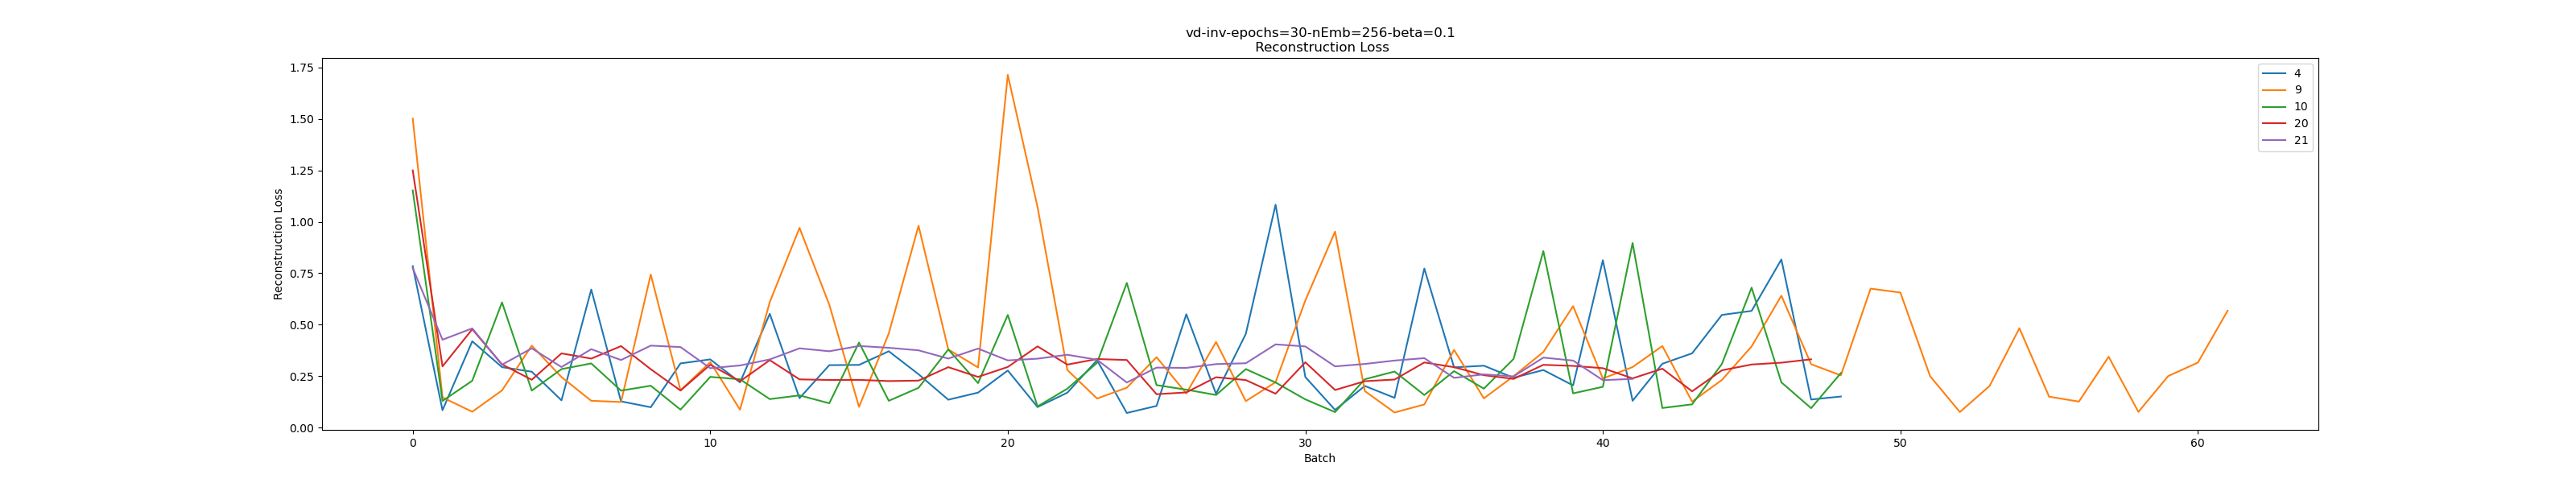 vd-inv-epochs=30-nEmb=256-beta=0.1
Reconstruction Loss
1.75
1.50
1.25
1.00
0.75
0.50
0.25
0.00
Reconstruction Loss
4
9
10
20
21
0 10 20 30 40 50 60
Batch